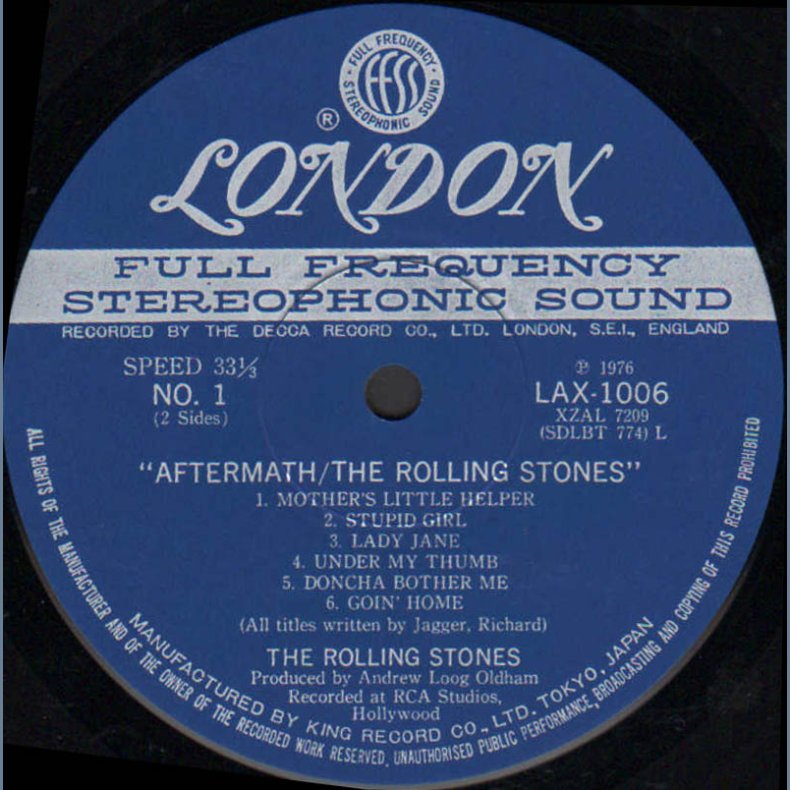 FULL FREQUENCY
ffss
STEREOPHONIC SOUND
®
LONDON
FULL FREQUENCY
STEREOPHONIC SOUND
RECORDED BY THE DECCA RECORD CO., LTD. LONDON, S.E.I., ENGLAND
SPEED 33⅓
NO. 1
(2 Sides)
℗ 1976
LAX-1006
XZAL 7209
(SDLBT 774) L
"AFTERMATH/THE ROLLING STONES"
1. MOTHER'S LITTLE HELPER
2. STUPID GIRL
3. LADY JANE
4. UNDER MY THUMB
5. DONCHA BOTHER ME
6. GOIN' HOME
(All titles written by Jagger, Richard)
THE ROLLING STONES
Produced by Andrew Loog Oldham
Recorded at RCA Studios,
Hollywood
MANUFACTURED BY KING RECORD CO., LTD. TOKYO, JAPAN
ALL RIGHTS OF THE MANUFACTURER AND OF THE OWNER OF THE RECORDED WORK RESERVED, UNAUTHORISED PUBLIC PERFORMANCE, BROADCASTING AND COPYING OF THIS RECORD PROHIBITED